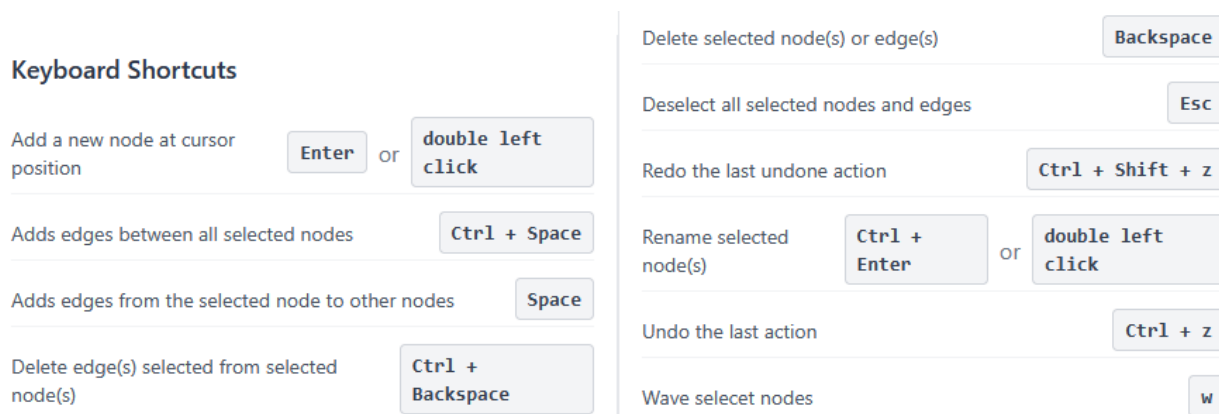 Keyboard Shortcuts
Add a new node at cursor
position
Enter or double left
click
Adds edges between all selected nodes Ctrl + Space
Adds edges from the selected node to other nodes Space
Delete edge(s) selected from selected
node(s)
Ctrl +
Backspace
Delete selected node(s) or edge(s) Backspace
Deselect all selected nodes and edges Esc
Redo the last undone action Ctrl + Shift + z
Rename selected
node(s)
Ctrl +
Enter
or
double left
click
Undo the last action Ctrl + z
Wave selecet nodes w